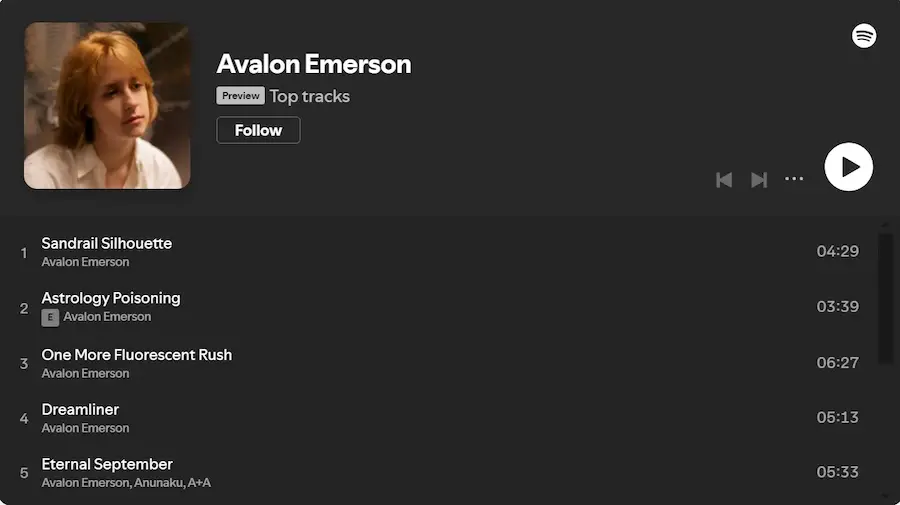 Avalon Emerson
Preview Top tracks
Follow
1 Sandrail Silhouette 04:29
Avalon Emerson
2 Astrology Poisoning 03:39
E Avalon Emerson
3 One More Fluorescent Rush 06:27
Avalon Emerson
4 Dreamliner 05:13
Avalon Emerson
5 Eternal September 05:33
Avalon Emerson, Anunaku, A+A